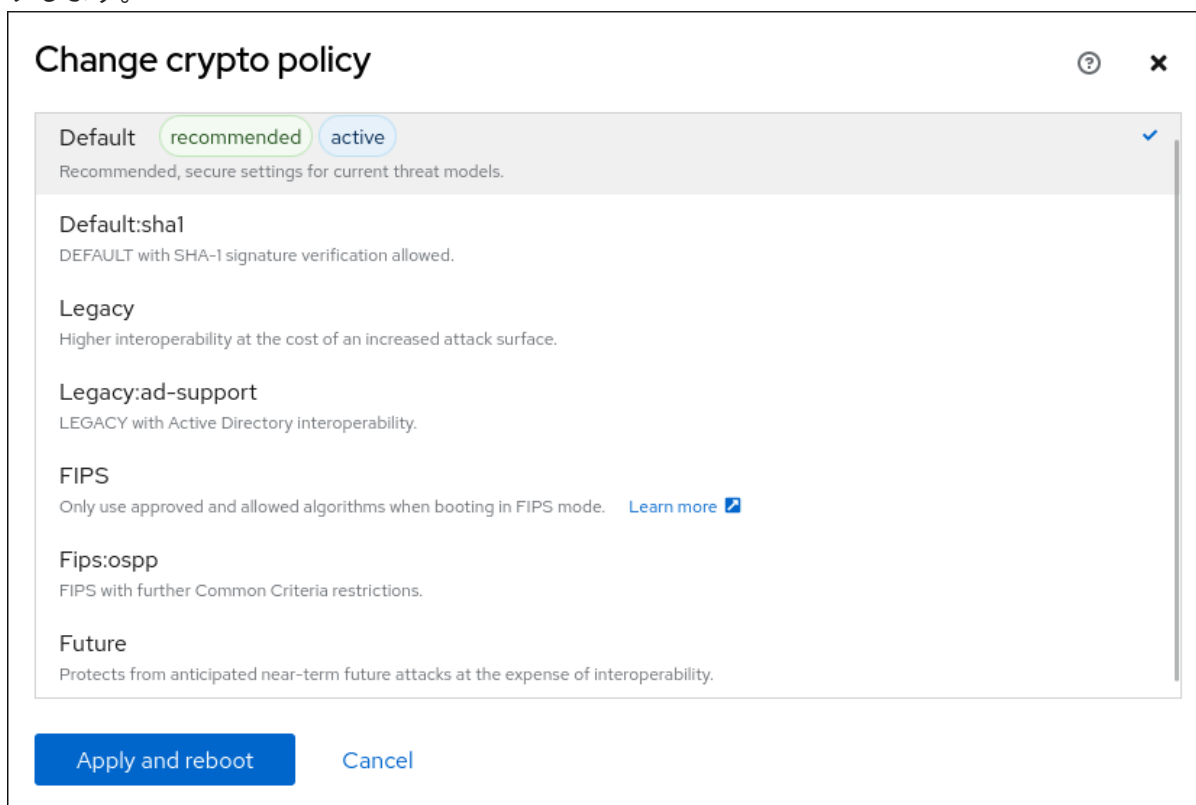 します。
Change crypto policy
Default recommended active
Recommended, secure settings for current threat models.
Default:sha1
DEFAULT with SHA-1 signature verification allowed.
Legacy
Higher interoperability at the cost of an increased attack surface.
Legacy:ad-support
LEGACY with Active Directory interoperability.
FIPS
Only use approved and allowed algorithms when booting in FIPS mode. Learn more
Fips:ospp
FIPS with further Common Criteria restrictions.
Future
Protects from anticipated near-term future attacks at the expense of interoperability.
Apply and reboot Cancel